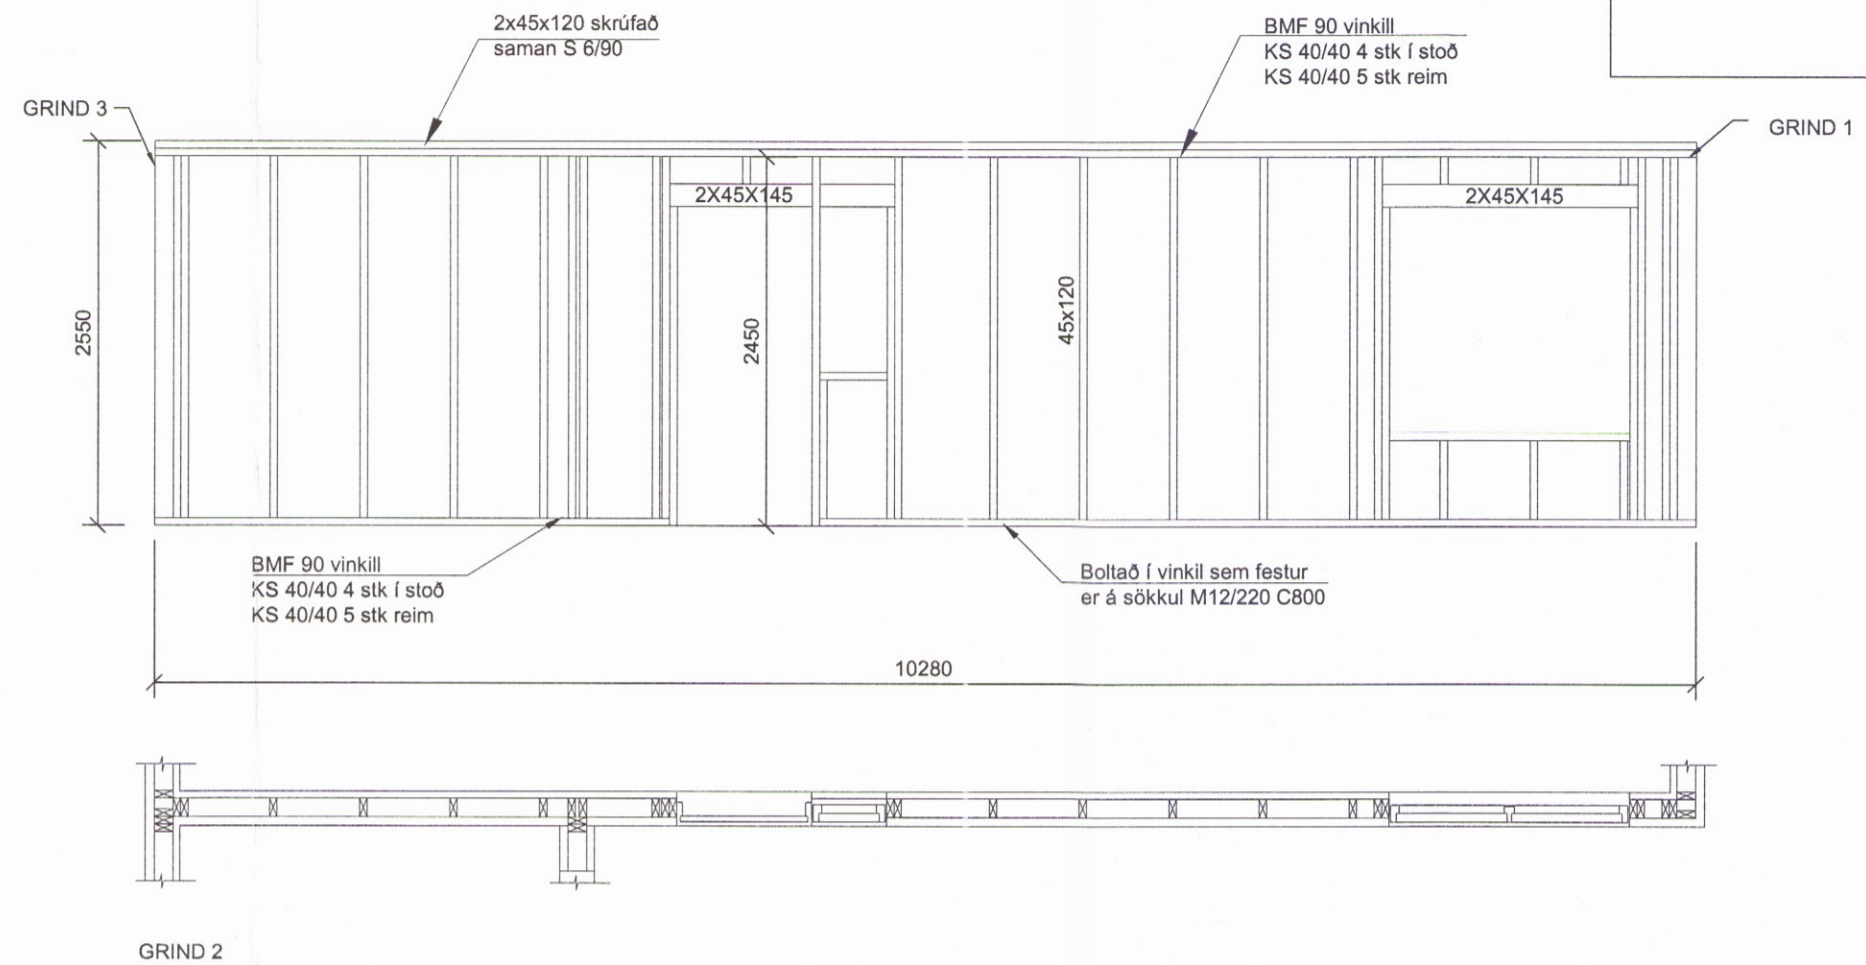 2x45x120 skrúfað
saman S 6/90
BMF 90 vinkill
KS 40/40 4 stk í stoð
KS 40/40 5 stk reim
GRIND 3
GRIND 1
2X45X145
2X45X145
2550
2450
45x120
BMF 90 vinkill
KS 40/40 4 stk í stoð
KS 40/40 5 stk reim
Boltað í vinkil sem festur
er á sökkul M12/220 C800
10280
GRIND 2